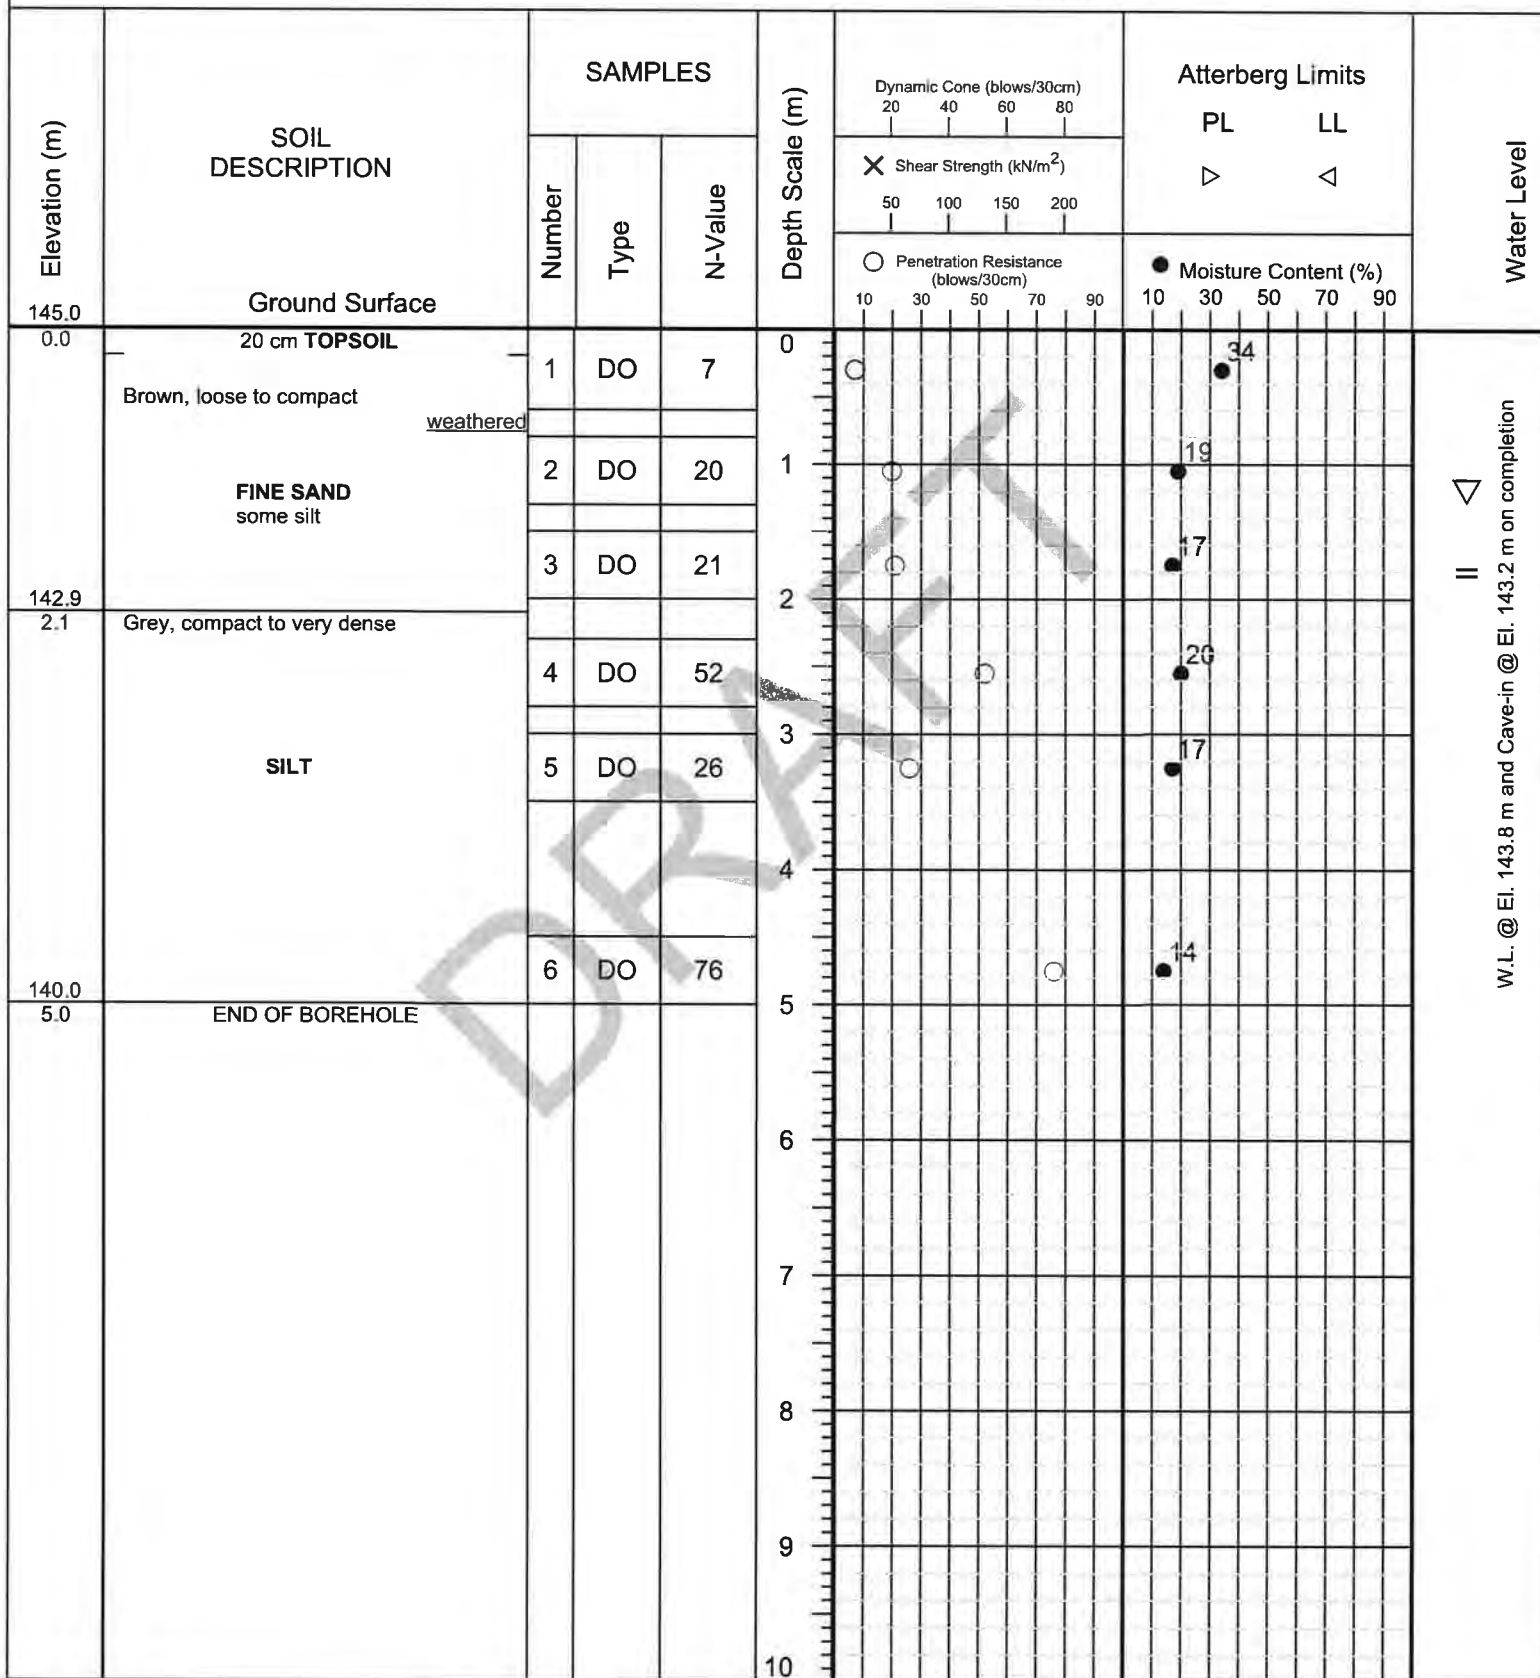 Elevation (m)
SOIL
DESCRIPTION
Ground Surface
SAMPLES
Number
Type
N-Value
Depth Scale (m)
Dynamic Cone (blows/30cm)
20 40 60 80
Shear Strength (kN/m2)
50 100 150 200
Penetration Resistance
(blows/30cm)
10 30 50 70 90
Atterberg Limits
PL LL
Moisture Content (%)
10 30 50 70 90
Water Level
145.0
0.0
20 cm TOPSOIL
Brown, loose to compact
weathered
FINE SAND
some silt
142.9
2.1
Grey, compact to very dense
SILT
140.0
5.0
END OF BOREHOLE
1 DO 7
2 DO 20
3 DO 21
4 DO 52
5 DO 26
6 DO 76
0
1
2
3
4
5
6
7
8
9
10
34
19
17
20
17
14
W.L. @ El. 143.8 m and Cave-in @ El. 143.2 m on completion
DRAFT